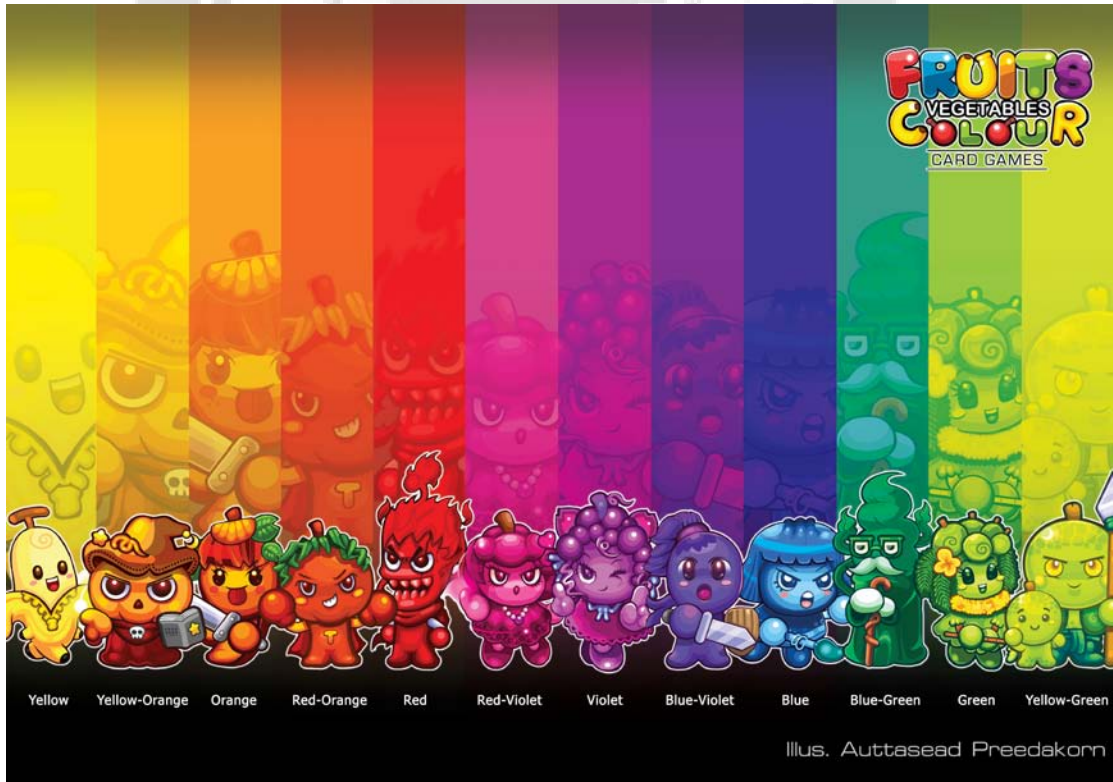 FRUITS
VEGETABLES
COLOUR
CARD GAMES
Yellow Yellow-Orange Orange Red-Orange Red Red-Violet Violet Blue-Violet Blue Blue-Green Green Yellow-Green
Illus. Auttasead Preedakorn